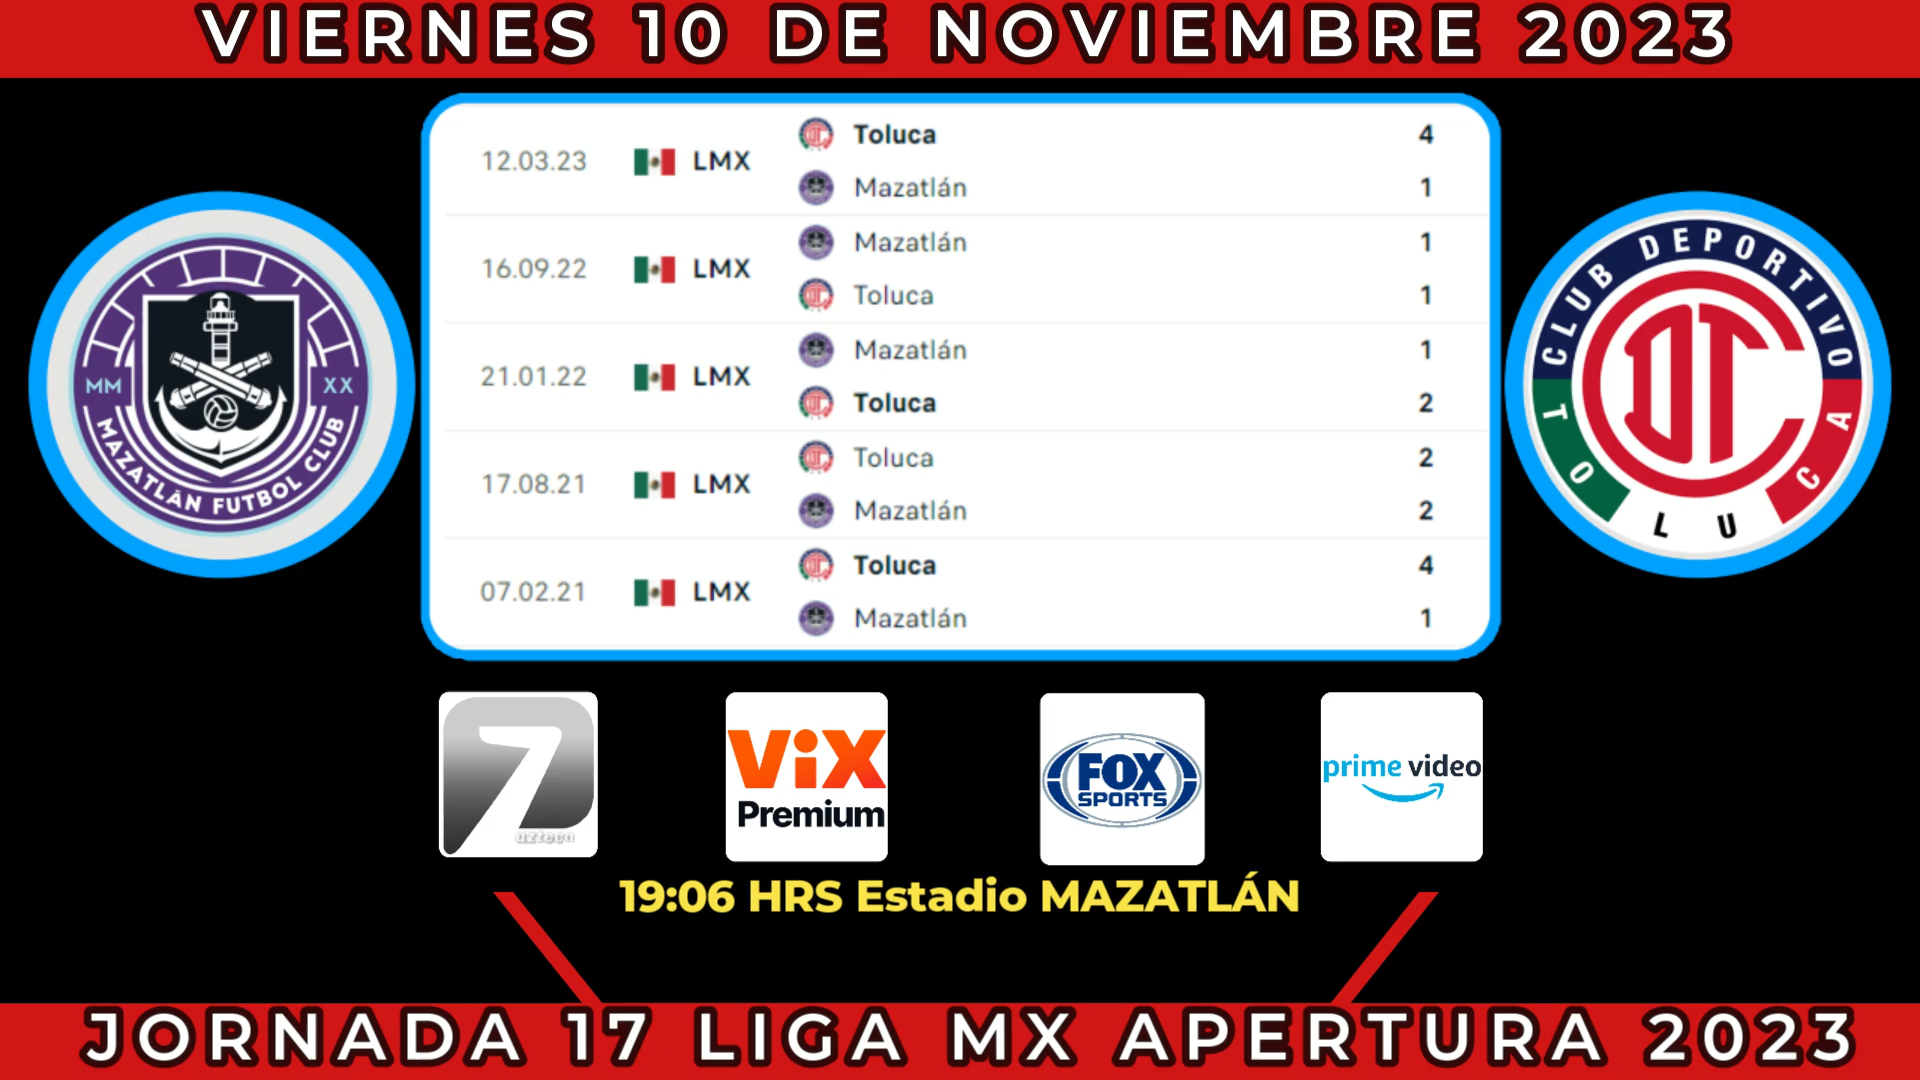 VIERNES 10 DE NOVIEMBRE 2023
12.03.23 LMX Toluca 4
Mazatlán 1
16.09.22 LMX Mazatlán 1
Toluca 1
21.01.22 LMX Mazatlán 1
Toluca 2
17.08.21 LMX Toluca 2
Mazatlán 2
07.02.21 LMX Toluca 4
Mazatlán 1
MM XX
MAZATLÁN FUTBOL CLUB
CLUB DEPORTIVO
TOLUCA
7
azteca
ViX
Premium
FOX
SPORTS
prime video
19:06 HRS Estadio MAZATLÁN
JORNADA 17 LIGA MX APERTURA 2023